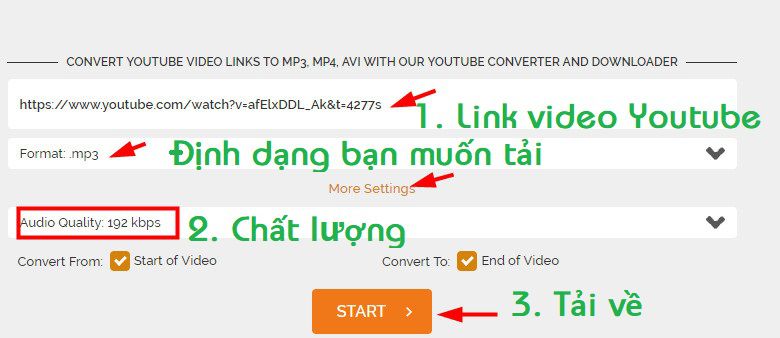 CONVERT YOUTUBE VIDEO LINKS TO MP3, MP4, AVI WITH OUR YOUTUBE CONVERTER AND DOWNLOADER
https://www.youtube.com/watch?v=afElxDDL_Ak&t=4277s
1. Link video Youtube
Format: .mp3
Định dạng bạn muốn tải
More Settings
Audio Quality: 192 kbps
2. Chất lượng
Convert From: Start of Video Convert To: End of Video
START
3. Tải về